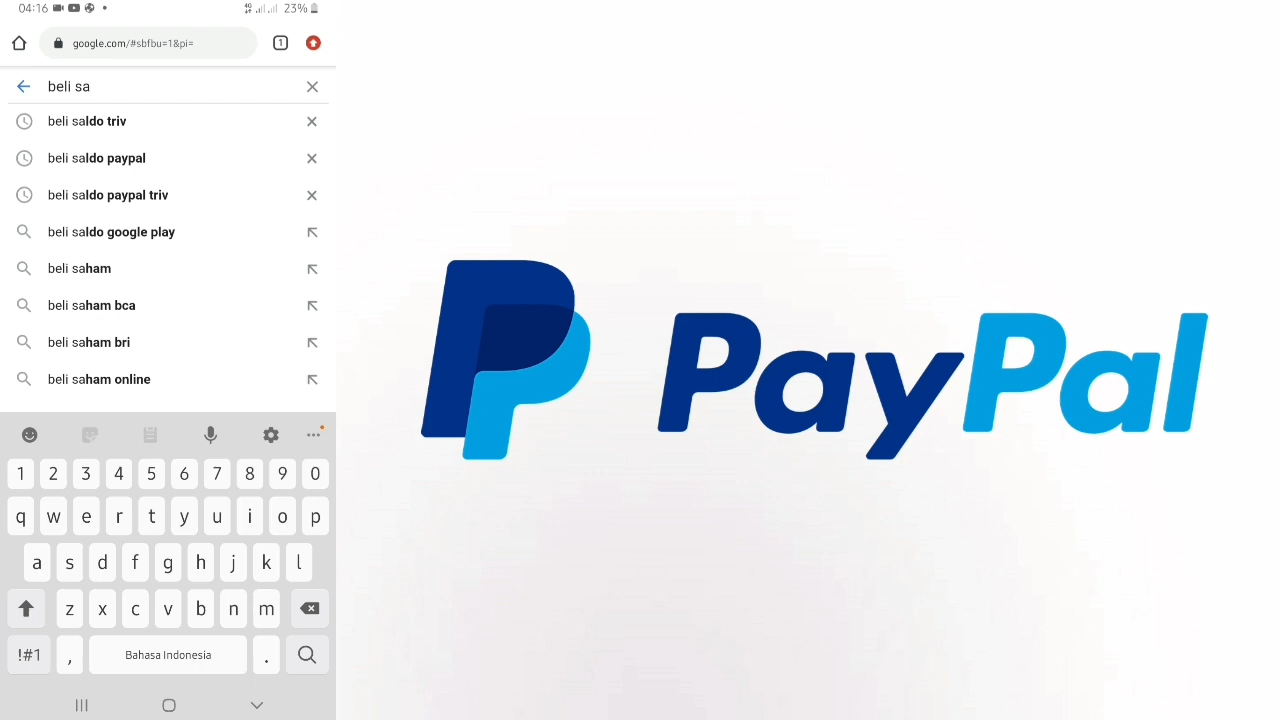 04:16 4G 23%
google.com/#sbfbu=1&pi= 1
beli sa
beli saldo triv
beli saldo paypal
beli saldo paypal triv
beli saldo google play
beli saham
beli saham bca
beli saham bri
beli saham online
1 2 3 4 5 6 7 8 9 0
q w e r t y u i o p
a s d f g h j k l
z x c v b n m
!#1 , Bahasa Indonesia .
PayPal